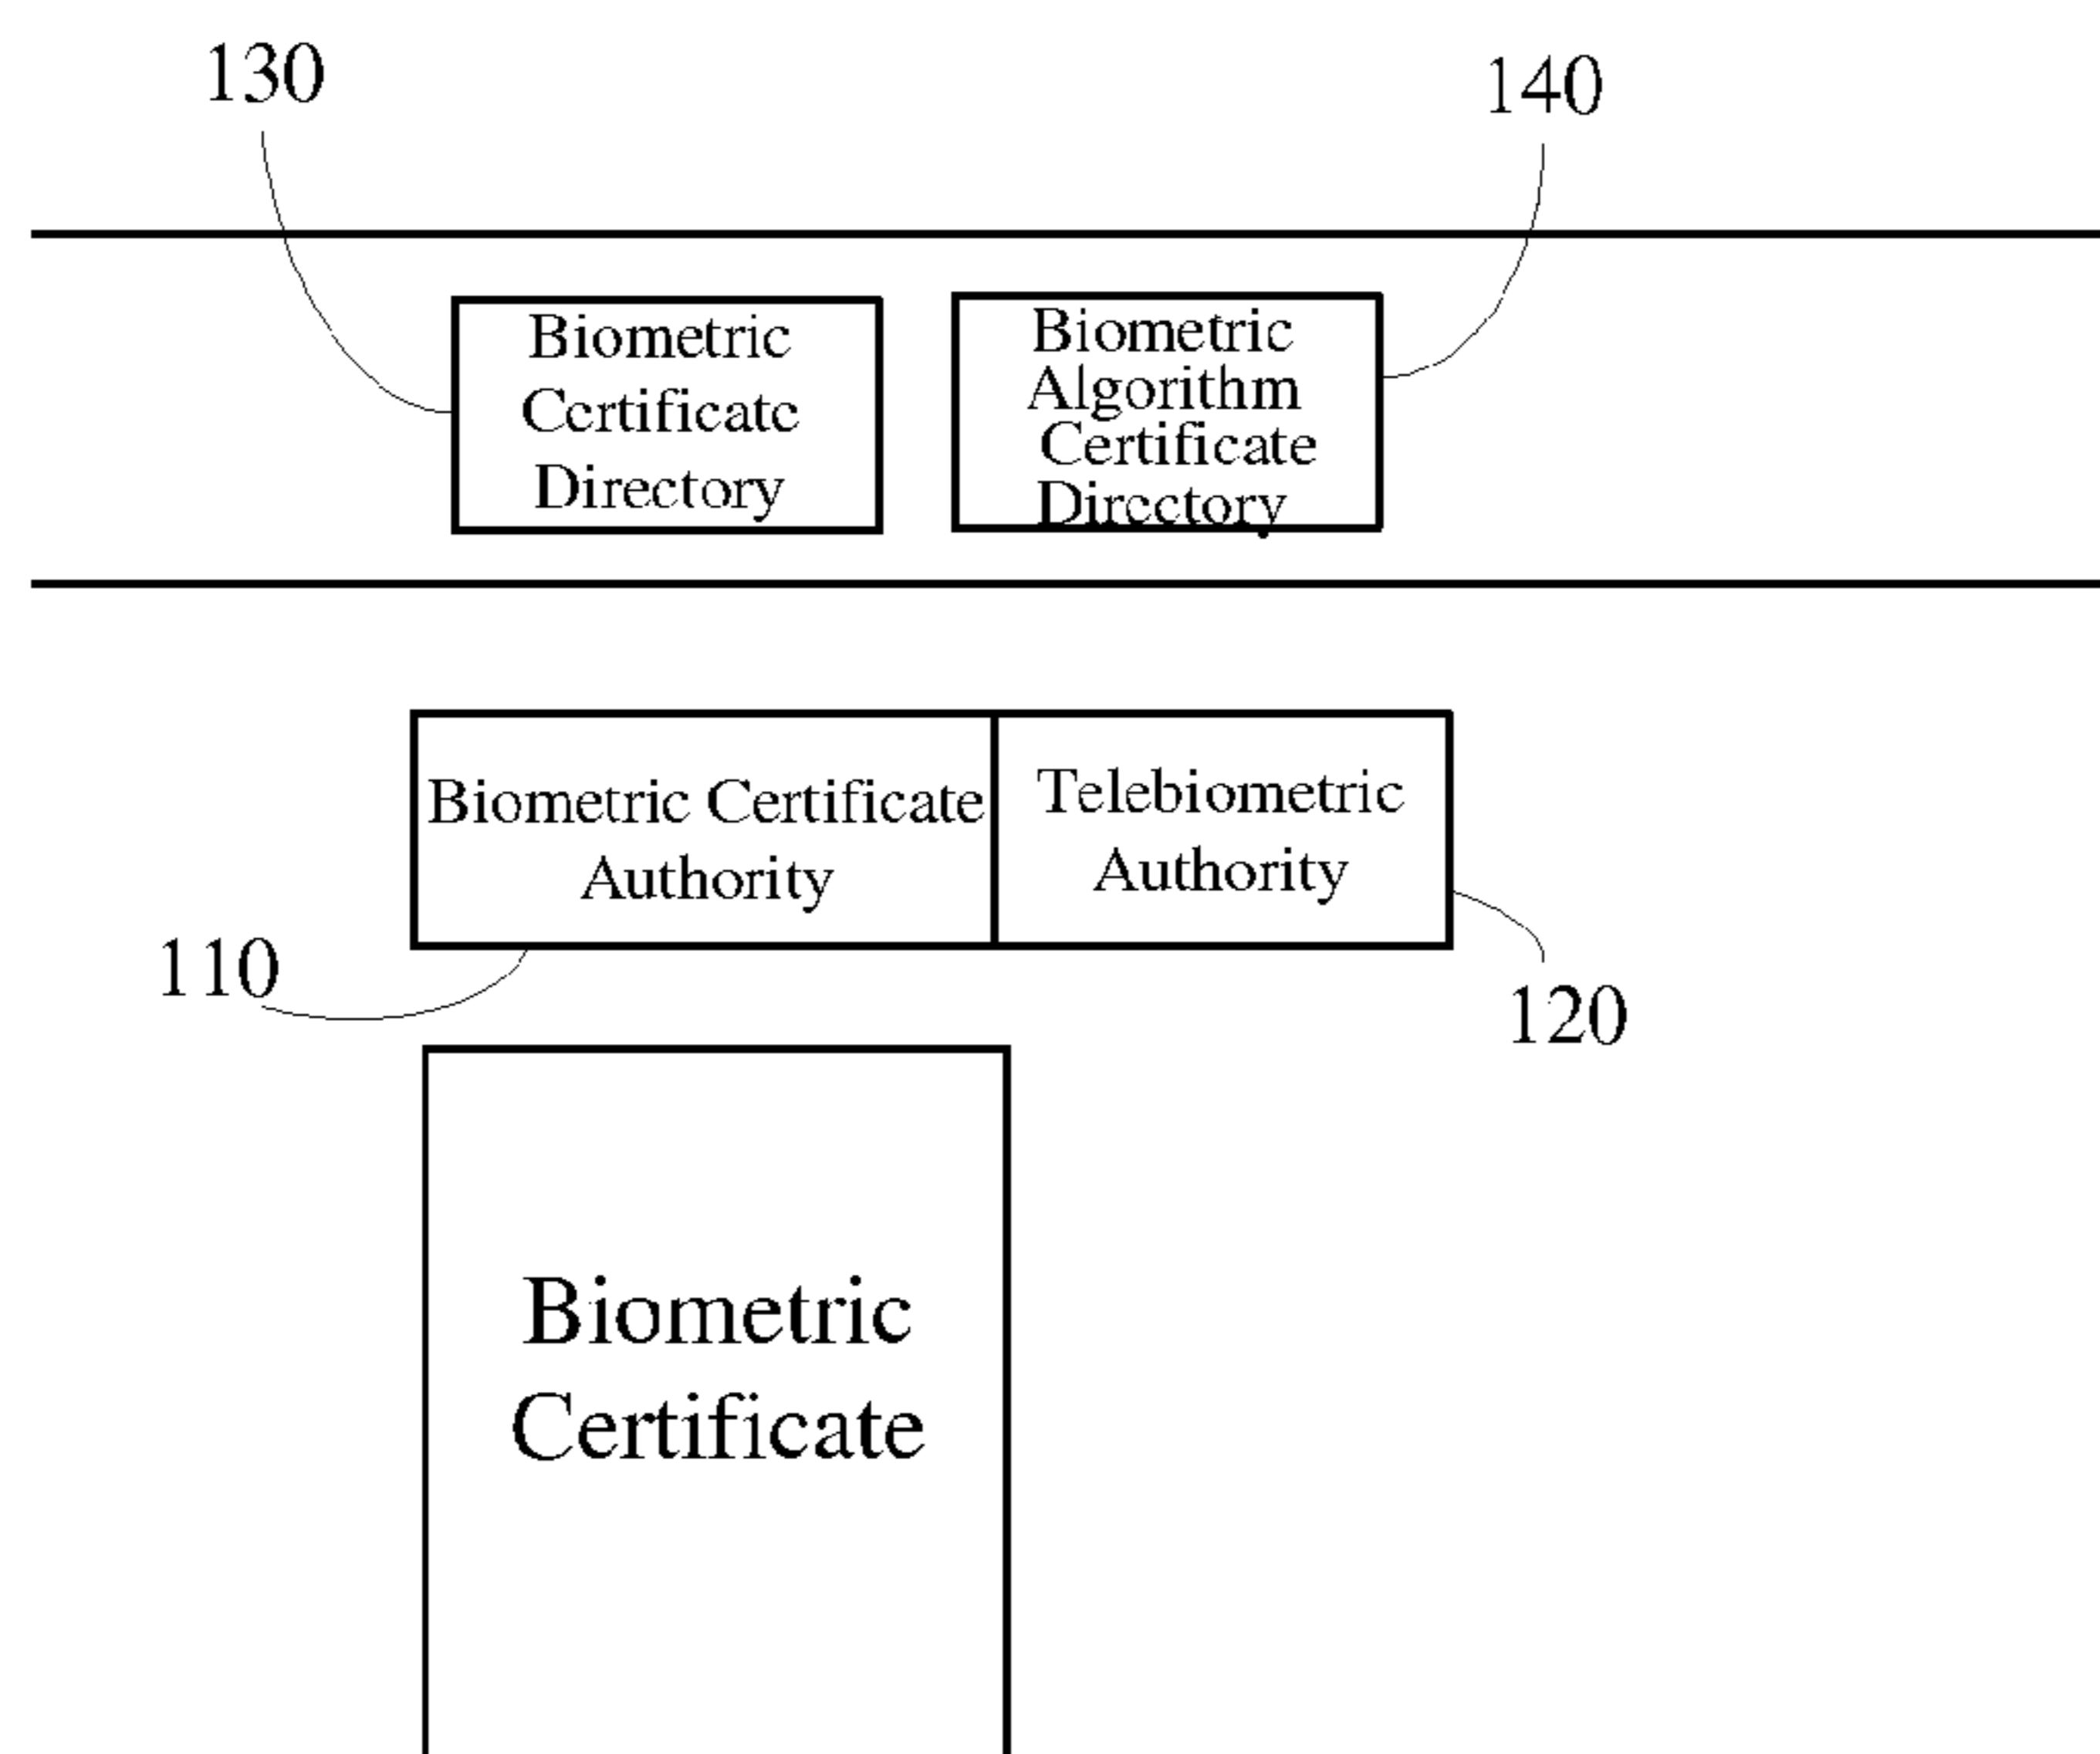 130
140
Biometric
Certificate
Directory
Biometric
Algorithm
Certificate
Directory
Biometric Certificate
Authority
Telebiometric
Authority
110
120
Biometric
Certificate